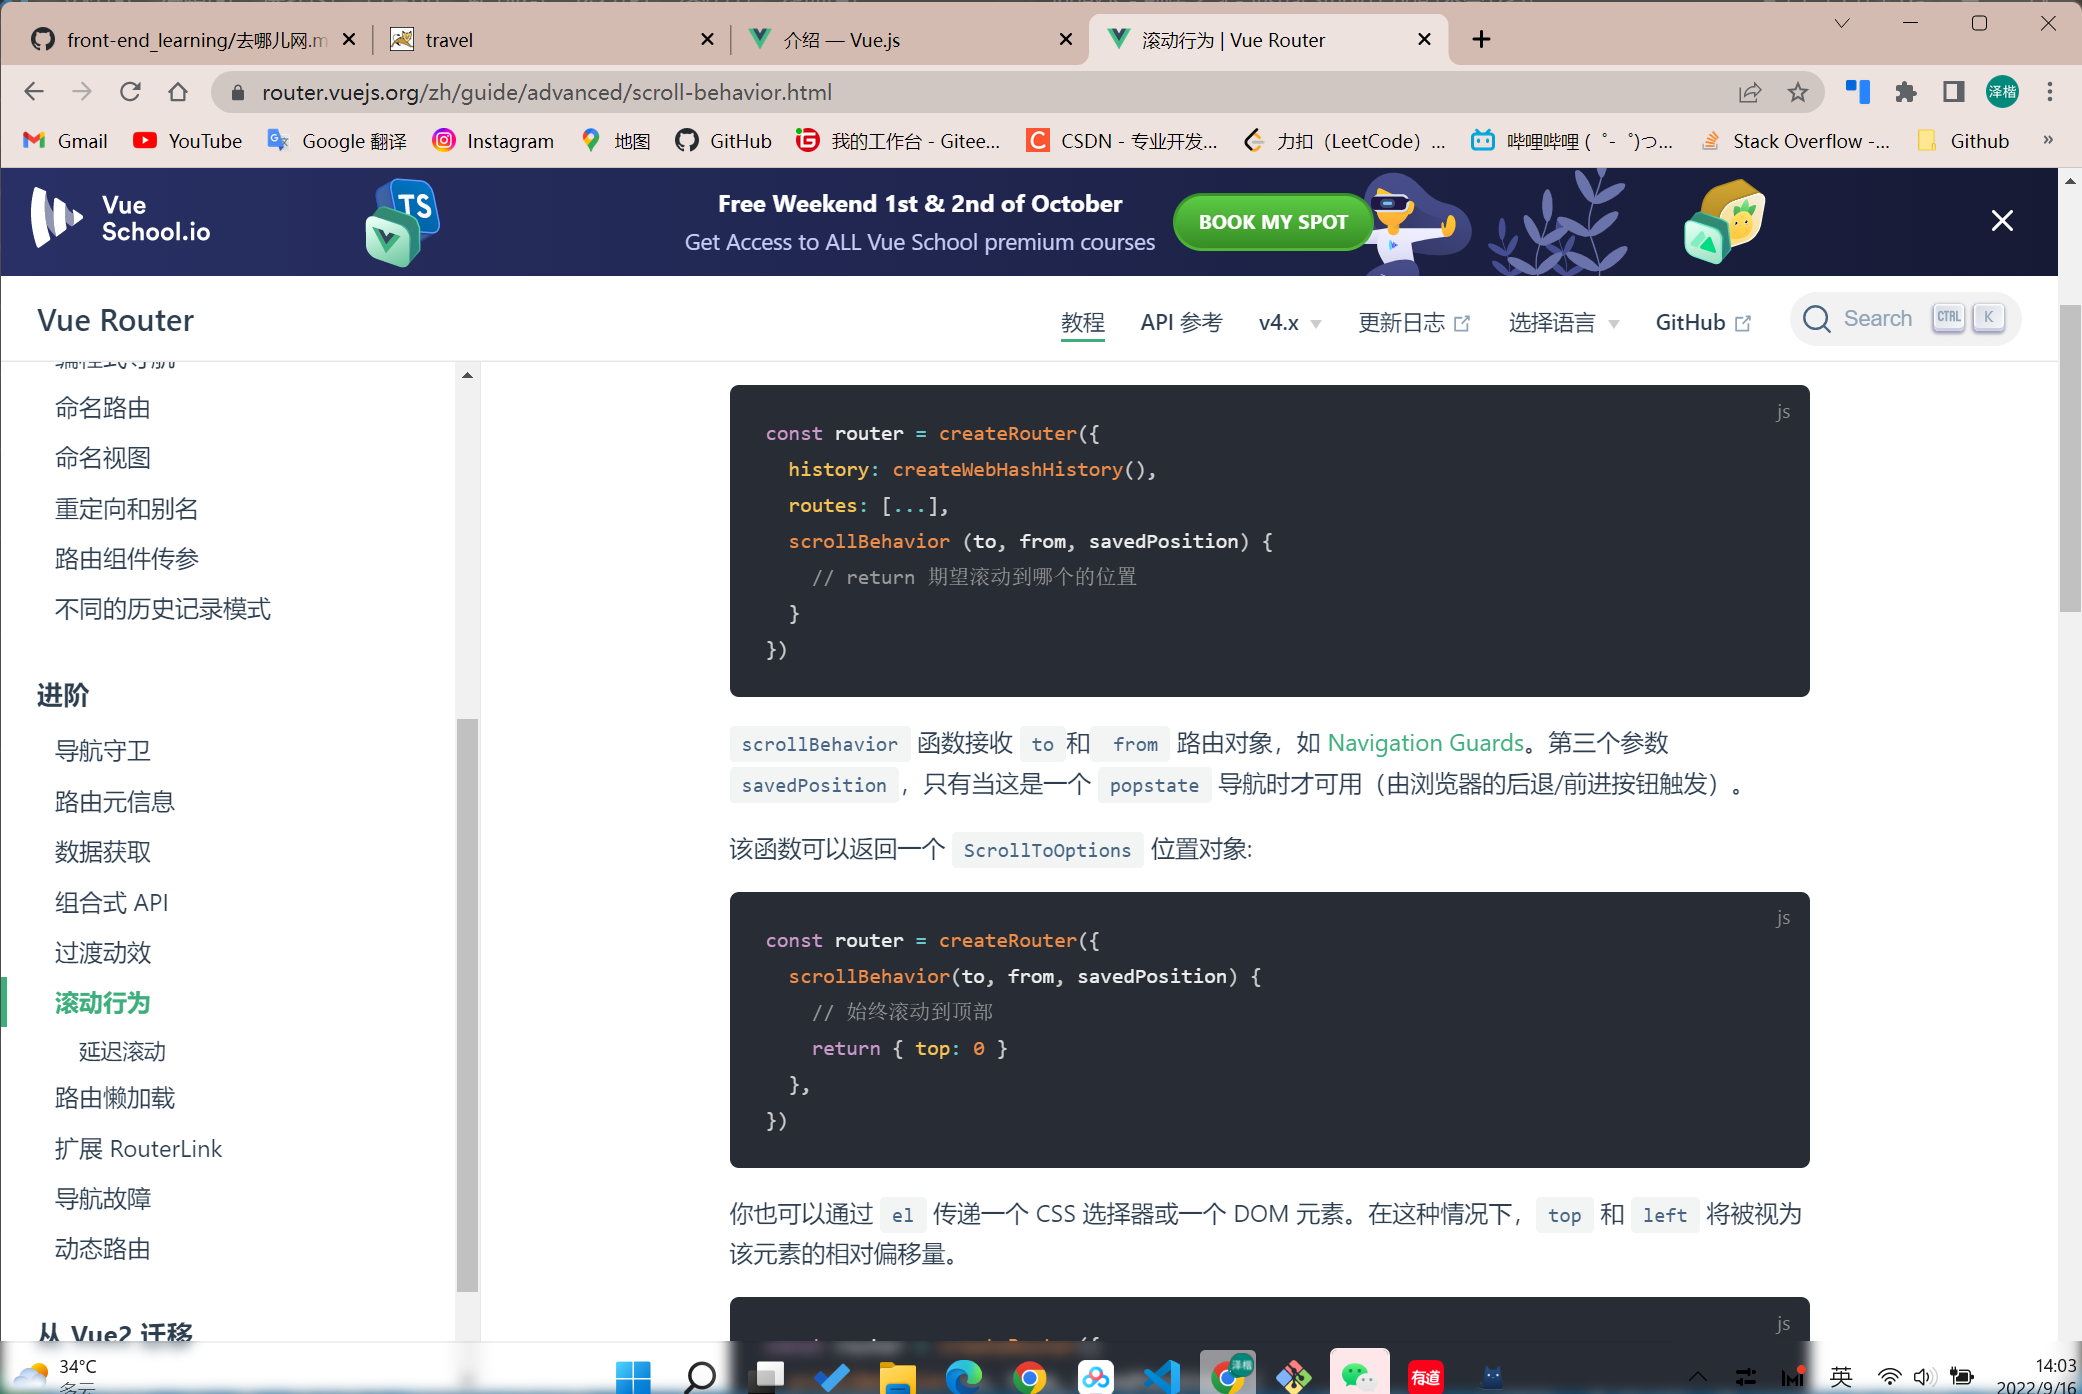 front-end_learning/去哪儿网.m
travel
介绍 — Vue.js
滚动行为 | Vue Router
router.vuejs.org/zh/guide/advanced/scroll-behavior.html
泽楷
Gmail
YouTube
Google 翻译
Instagram
地图
GitHub
我的工作台 - Gitee...
CSDN - 专业开发...
力扣（LeetCode）...
哔哩哔哩 ( ゜- ゜)つ...
Stack Overflow -...
Github
»
Vue
School.io
TS
Free Weekend 1st & 2nd of October
Get Access to ALL Vue School premium courses
BOOK MY SPOT
Vue Router
教程
API 参考
v4.x
更新日志
选择语言
GitHub
Search
CTRL
K
编程式导航
命名路由
命名视图
重定向和别名
路由组件传参
不同的历史记录模式
进阶
导航守卫
路由元信息
数据获取
组合式 API
过渡动效
滚动行为
延迟滚动
路由懒加载
扩展 RouterLink
导航故障
动态路由
从 Vue2 迁移
js
const router = createRouter({
history: createWebHashHistory(),
routes: [...],
scrollBehavior (to, from, savedPosition) {
// return 期望滚动到哪个的位置
}
})
scrollBehavior 函数接收 to 和 from 路由对象，如 Navigation Guards。第三个参数
savedPosition，只有当这是一个 popstate 导航时才可用（由浏览器的后退/前进按钮触发）。
该函数可以返回一个 ScrollToOptions 位置对象:
js
const router = createRouter({
scrollBehavior(to, from, savedPosition) {
// 始终滚动到顶部
return { top: 0 }
},
})
你也可以通过 el 传递一个 CSS 选择器或一个 DOM 元素。在这种情况下，top 和 left 将被视为
该元素的相对偏移量。
js
34°C
多云
泽楷
有道
英
14:03
2022/9/16